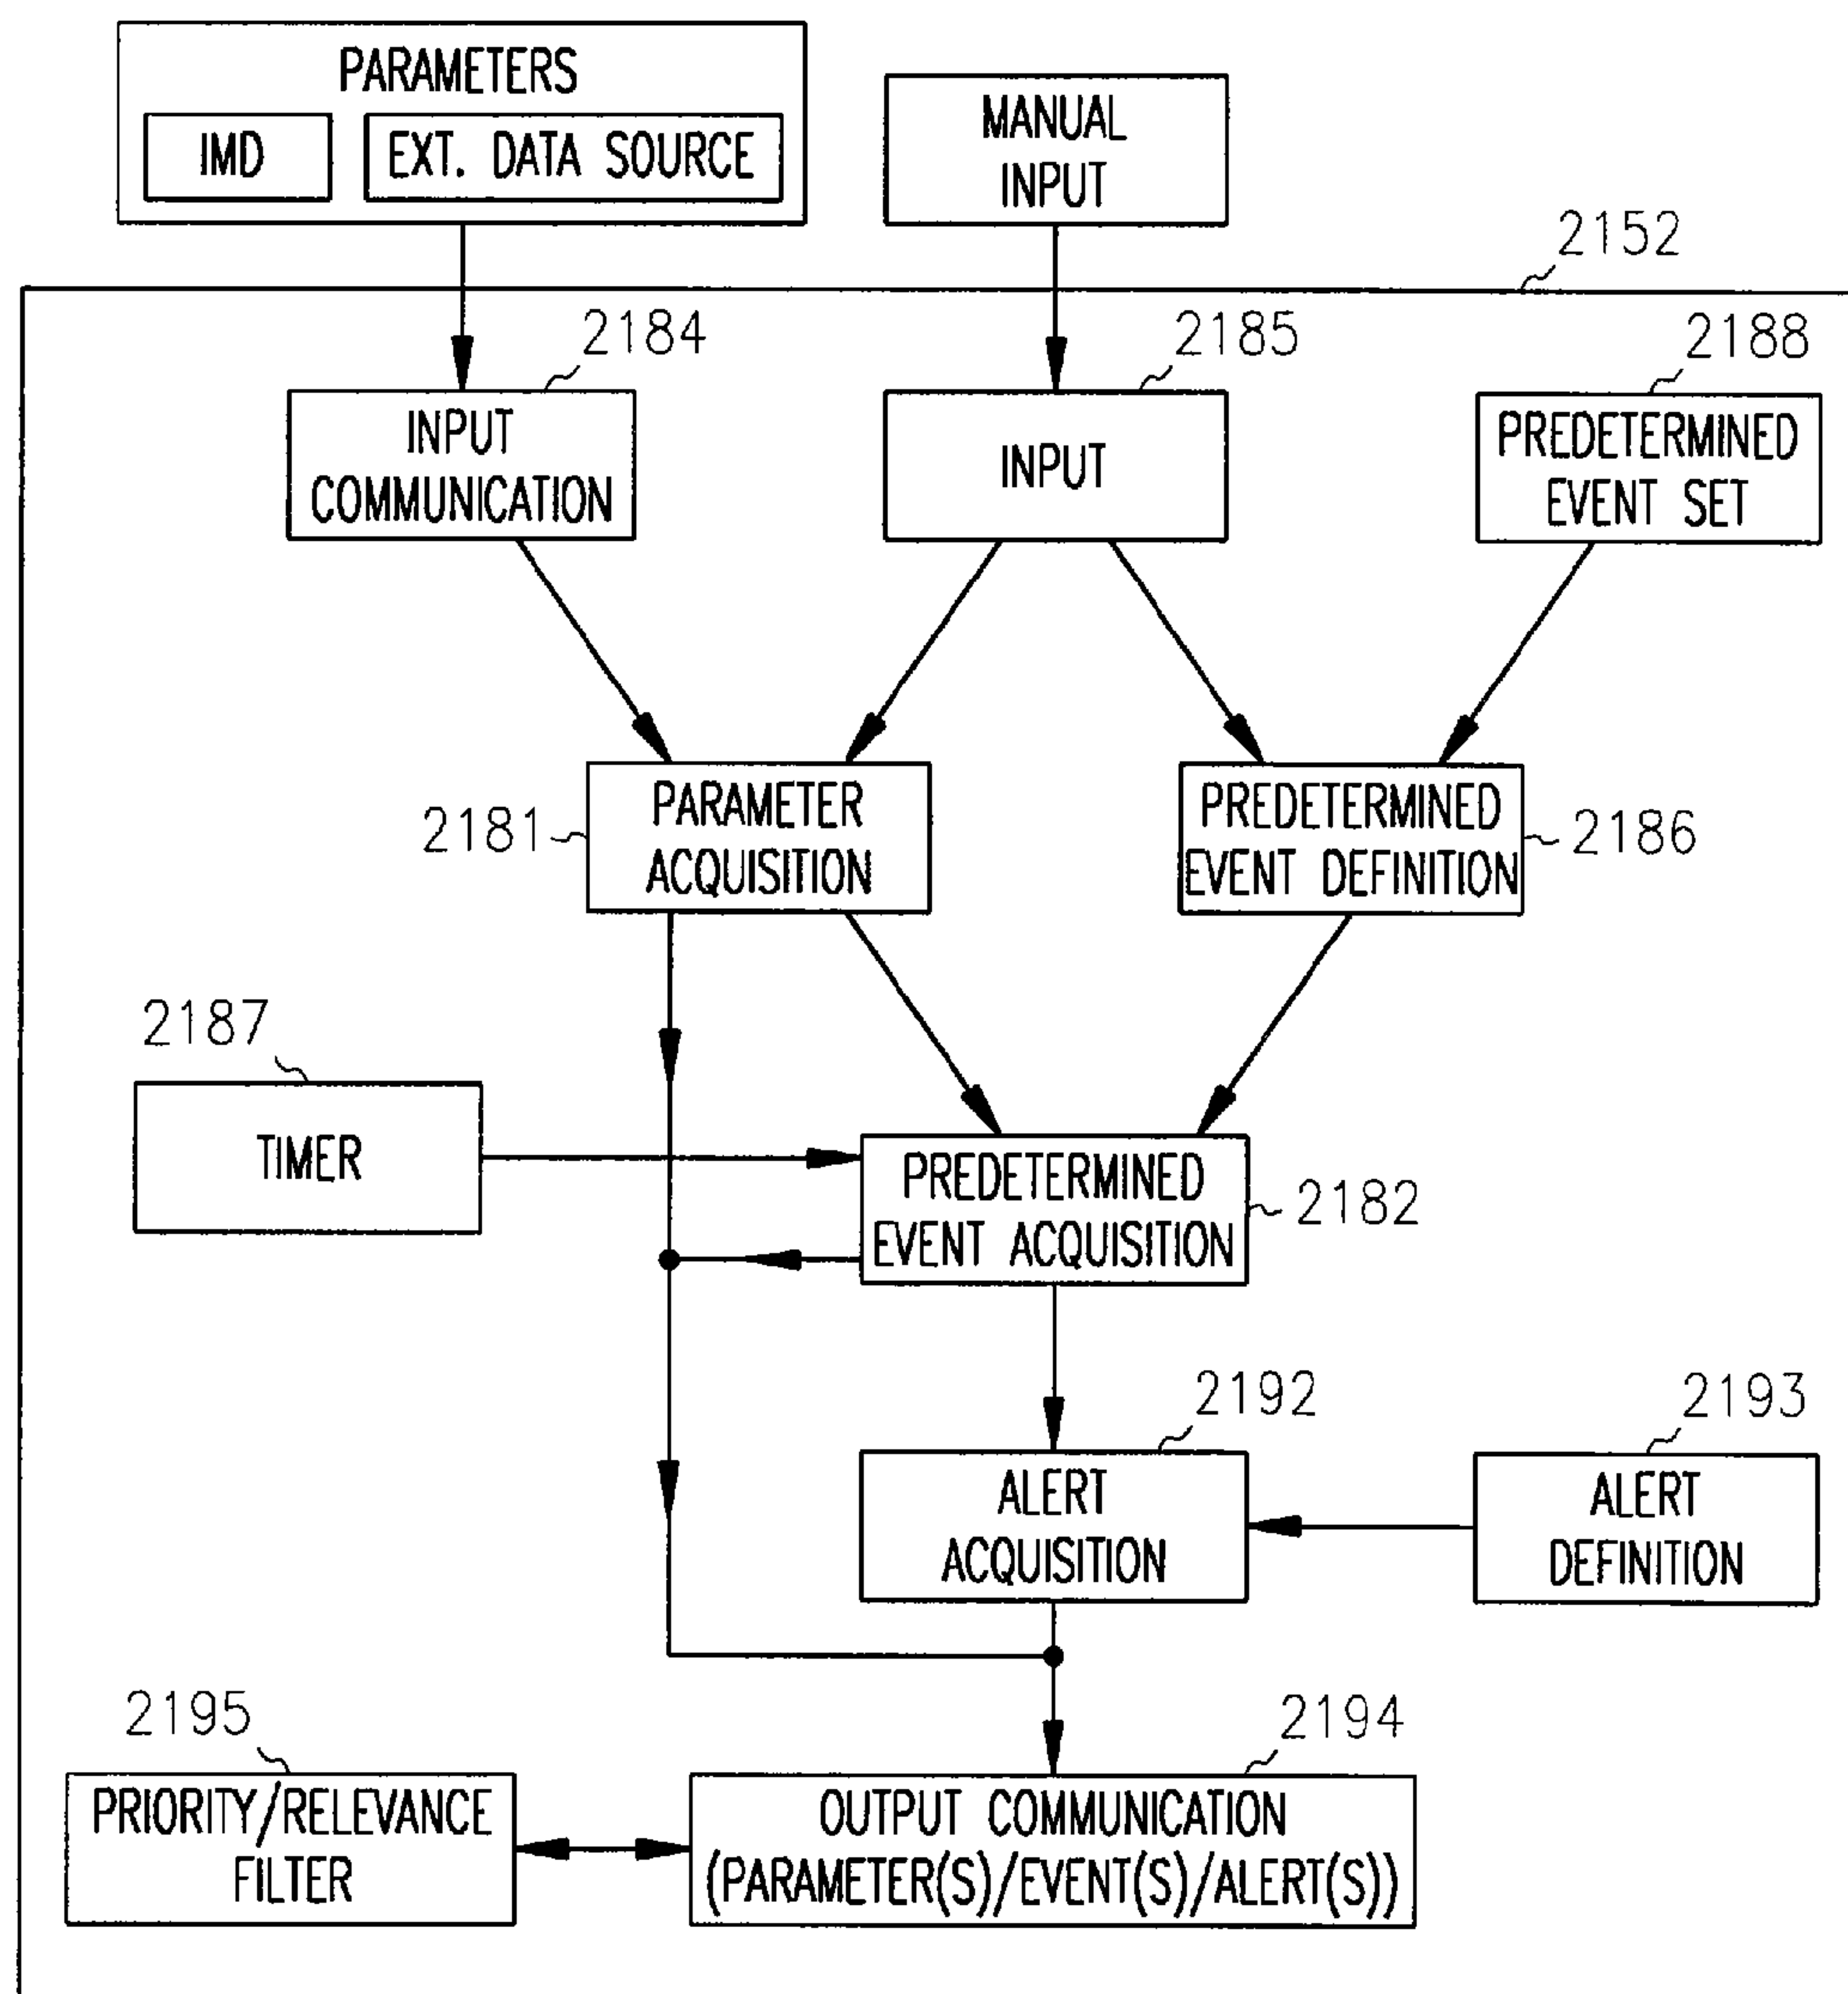 PARAMETERS
IMD
EXT. DATA SOURCE
MANUAL
INPUT
2152
2184
2185
2188
INPUT
COMMUNICATION
INPUT
PREDETERMINED
EVENT SET
2181
PARAMETER
ACQUISITION
PREDETERMINED
EVENT DEFINITION
2186
2187
TIMER
PREDETERMINED
EVENT ACQUISITION
2182
2192
2193
ALERT
ACQUISITION
ALERT
DEFINITION
2195
2194
PRIORITY/RELEVANCE
FILTER
OUTPUT COMMUNICATION
(PARAMETER(S)/EVENT(S)/ALERT(S))